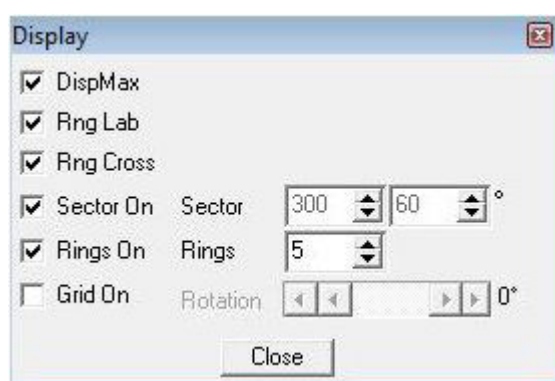 Display
DispMax
Rng Lab
Rng Cross
Sector On Sector 300 60 °
Rings On Rings 5
Grid On Rotation 0°
Close